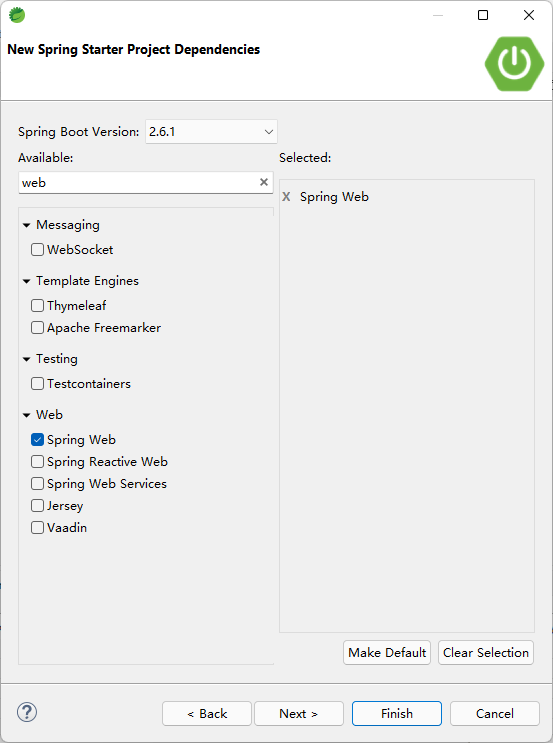 New Spring Starter Project Dependencies
Spring Boot Version: 2.6.1
Available:
Selected:
web
X Spring Web
Messaging
WebSocket
Template Engines
Thymeleaf
Apache Freemarker
Testing
Testcontainers
Web
Spring Web
Spring Reactive Web
Spring Web Services
Jersey
Vaadin
Make Default Clear Selection
? < Back Next > Finish Cancel